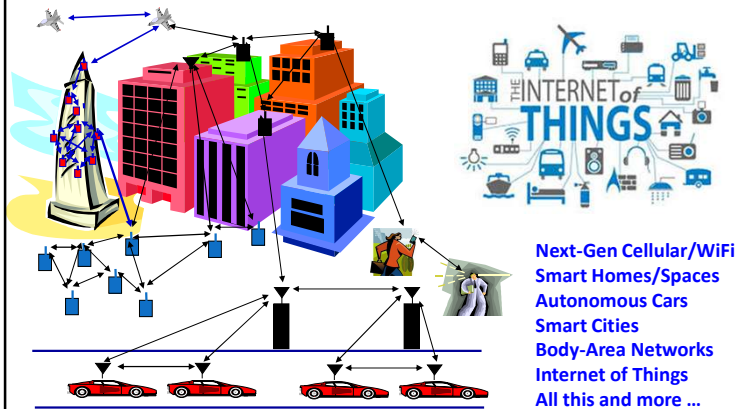 THE
INTERNET of
THINGS
Next-Gen Cellular/WiFi
Smart Homes/Spaces
Autonomous Cars
Smart Cities
Body-Area Networks
Internet of Things
All this and more …